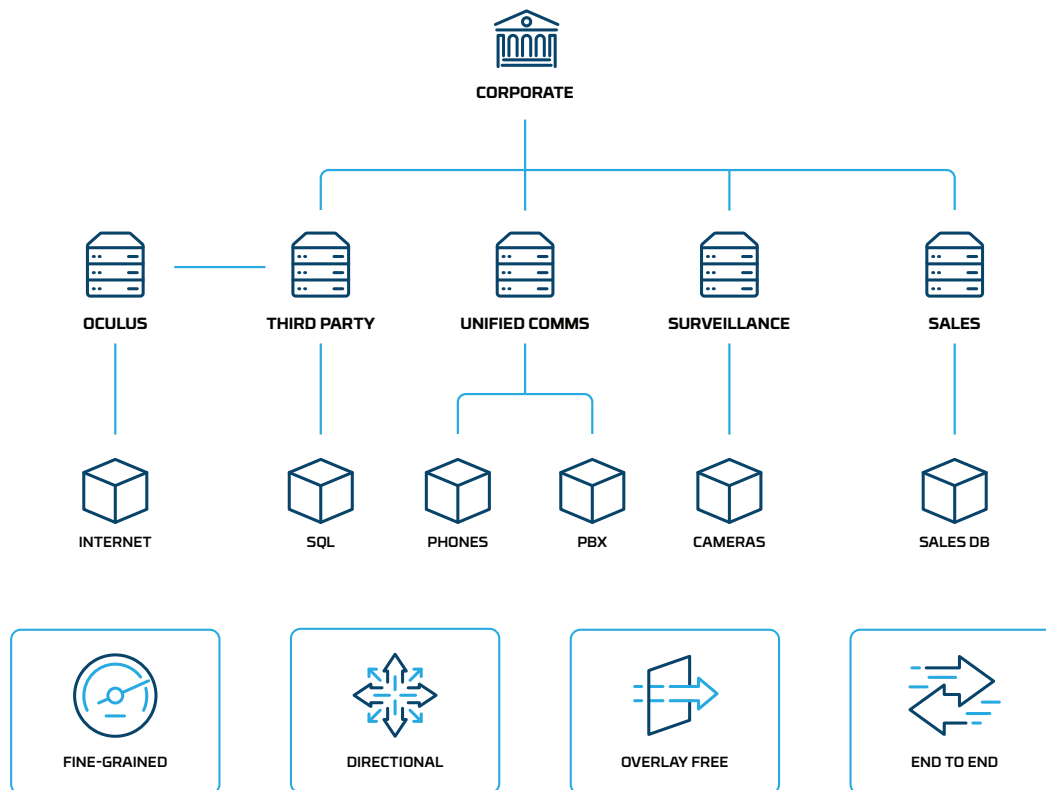 CORPORATE
OCULUS
THIRD PARTY
UNIFIED COMMS
SURVEILLANCE
SALES
INTERNET
SQL
PHONES
PBX
CAMERAS
SALES DB
FINE-GRAINED
DIRECTIONAL
OVERLAY FREE
END TO END